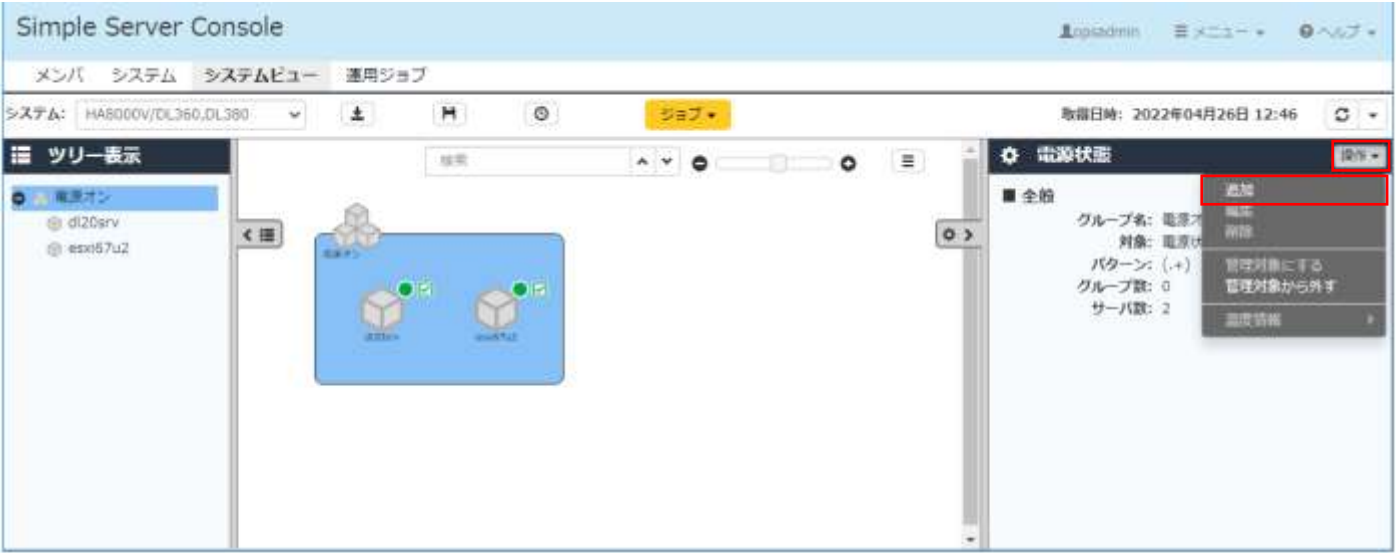 Simple Server Console
opsadmin メニュー ヘルプ
メンバ システム システムビュー 運用ジョブ
システム: HA8000V/DL360,DL380 ジョブ 取得日時: 2022年04月26日 12:46
ツリー表示
電源オン
dl20srv
esxi67u2
検索
電源オン
dl20srv esxi67u2
電源状態 操作
全般
グループ名: 電源オ
対象: 電源状
パターン: (.+)
グループ数: 0
サーバ数: 2
追加
編集
削除
管理対象にする
管理対象から外す
温度情報